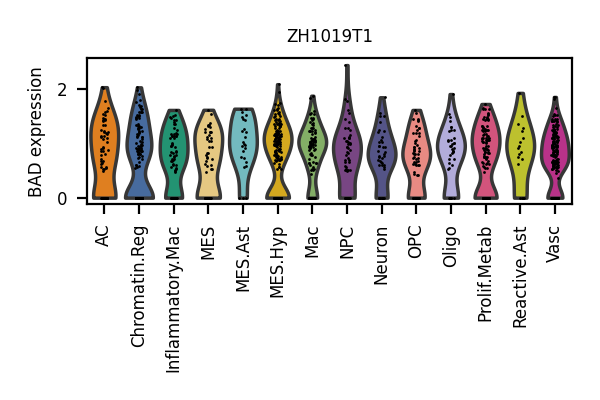 ZH1019T1
BAD expression
2
0
AC
Chromatin.Reg
Inflammatory.Mac
MES
MES.Ast
MES.Hyp
Mac
NPC
Neuron
OPC
Oligo
Prolif.Metab
Reactive.Ast
Vasc